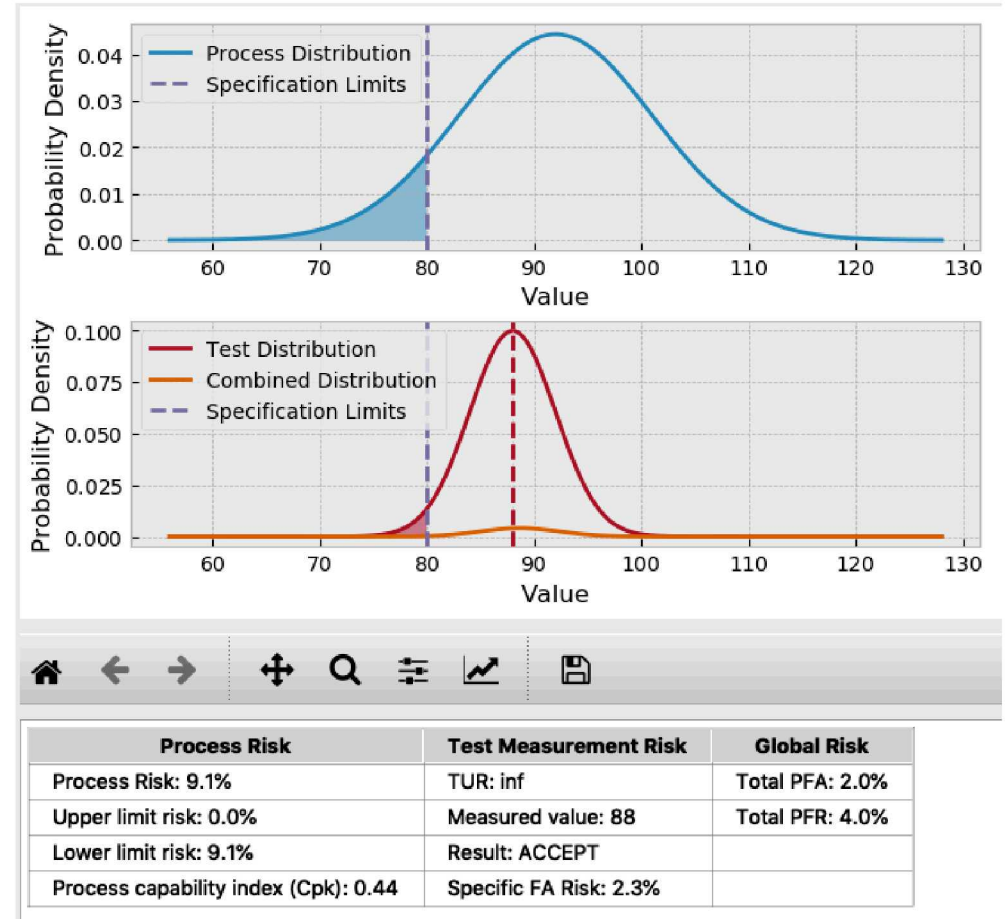 Probability Density
0.04
0.03
0.02
0.01
0.00
Process Distribution
Specification Limits
60 70 80 90 100 110 120 130
Value
Probability Density
0.100
0.075
0.050
0.025
0.000
Test Distribution
Combined Distribution
Specification Limits
60 70 80 90 100 110 120 130
Value
Process Risk Test Measurement Risk Global Risk
Process Risk: 9.1% TUR: inf Total PFA: 2.0%
Upper limit risk: 0.0% Measured value: 88 Total PFR: 4.0%
Lower limit risk: 9.1% Result: ACCEPT
Process capability index (Cpk): 0.44 Specific FA Risk: 2.3%